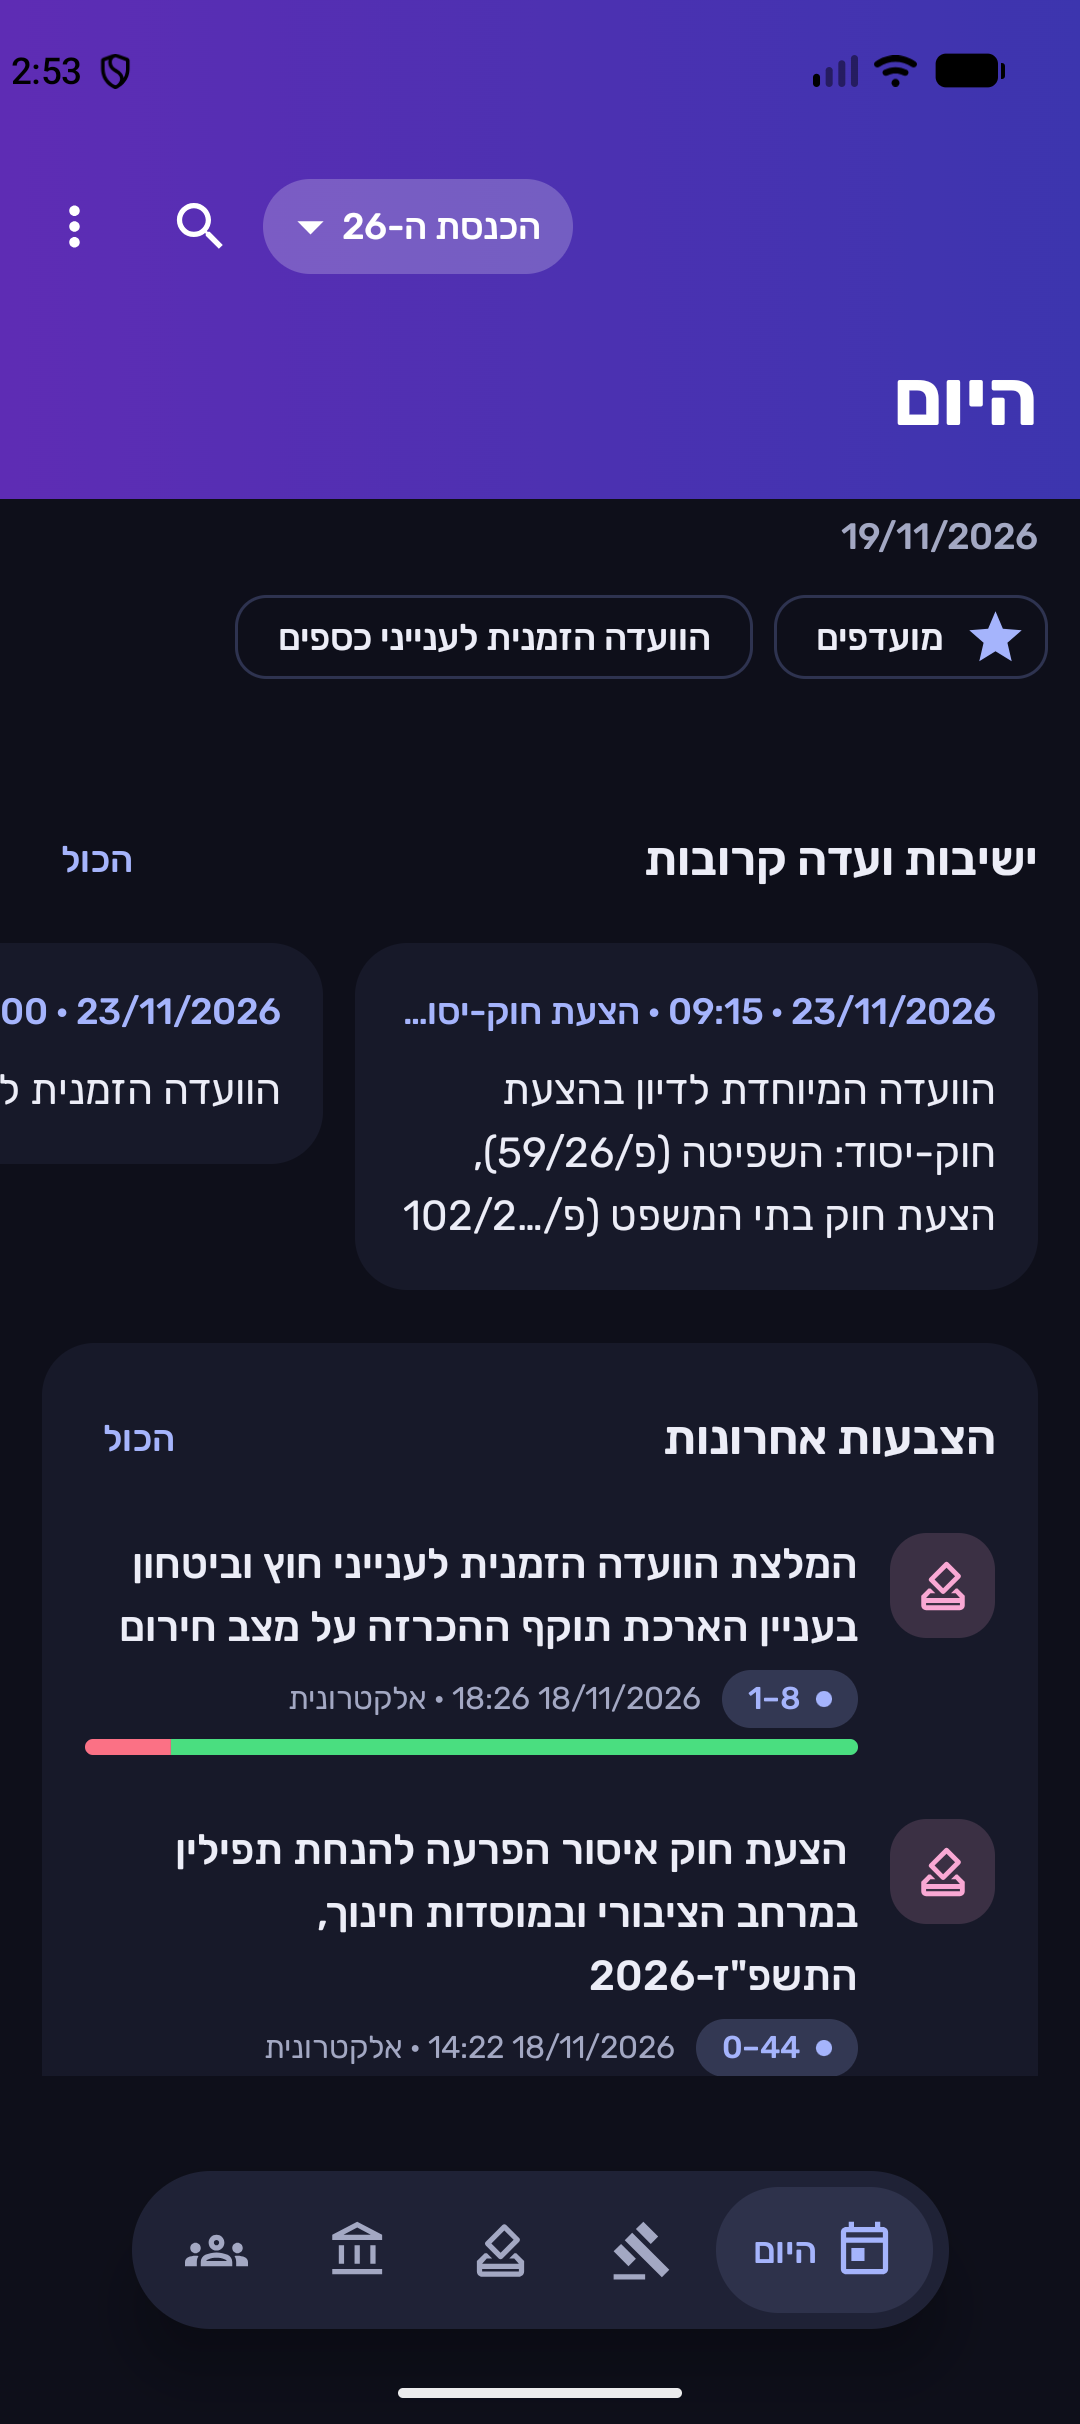 2:53
הכנסת ה-26
היום
19/11/2026
מועדפים
הוועדה הזמנית לענייני כספים
ישיבות ועדה קרובות
הכול
23/11/2026 • 09:15 • הצעת חוק-יסו...
הוועדה המיוחדת לדיון בהצעת
חוק-יסוד: השפיטה (פ/59/26),
הצעת חוק בתי המשפט (פ/...102/2
23/11/2026 • 00
הוועדה הזמנית ל
הצבעות אחרונות
הכול
המלצת הוועדה הזמנית לענייני חוץ וביטחון
בעניין הארכת תוקף ההכרזה על מצב חירום
8–1
18/11/2026 18:26 • אלקטרונית
הצעת חוק איסור הפרעה להנחת תפילין
במרחב הציבורי ובמוסדות חינוך,
התשפ"ז-2026
44–0
18/11/2026 14:22 • אלקטרונית
היום